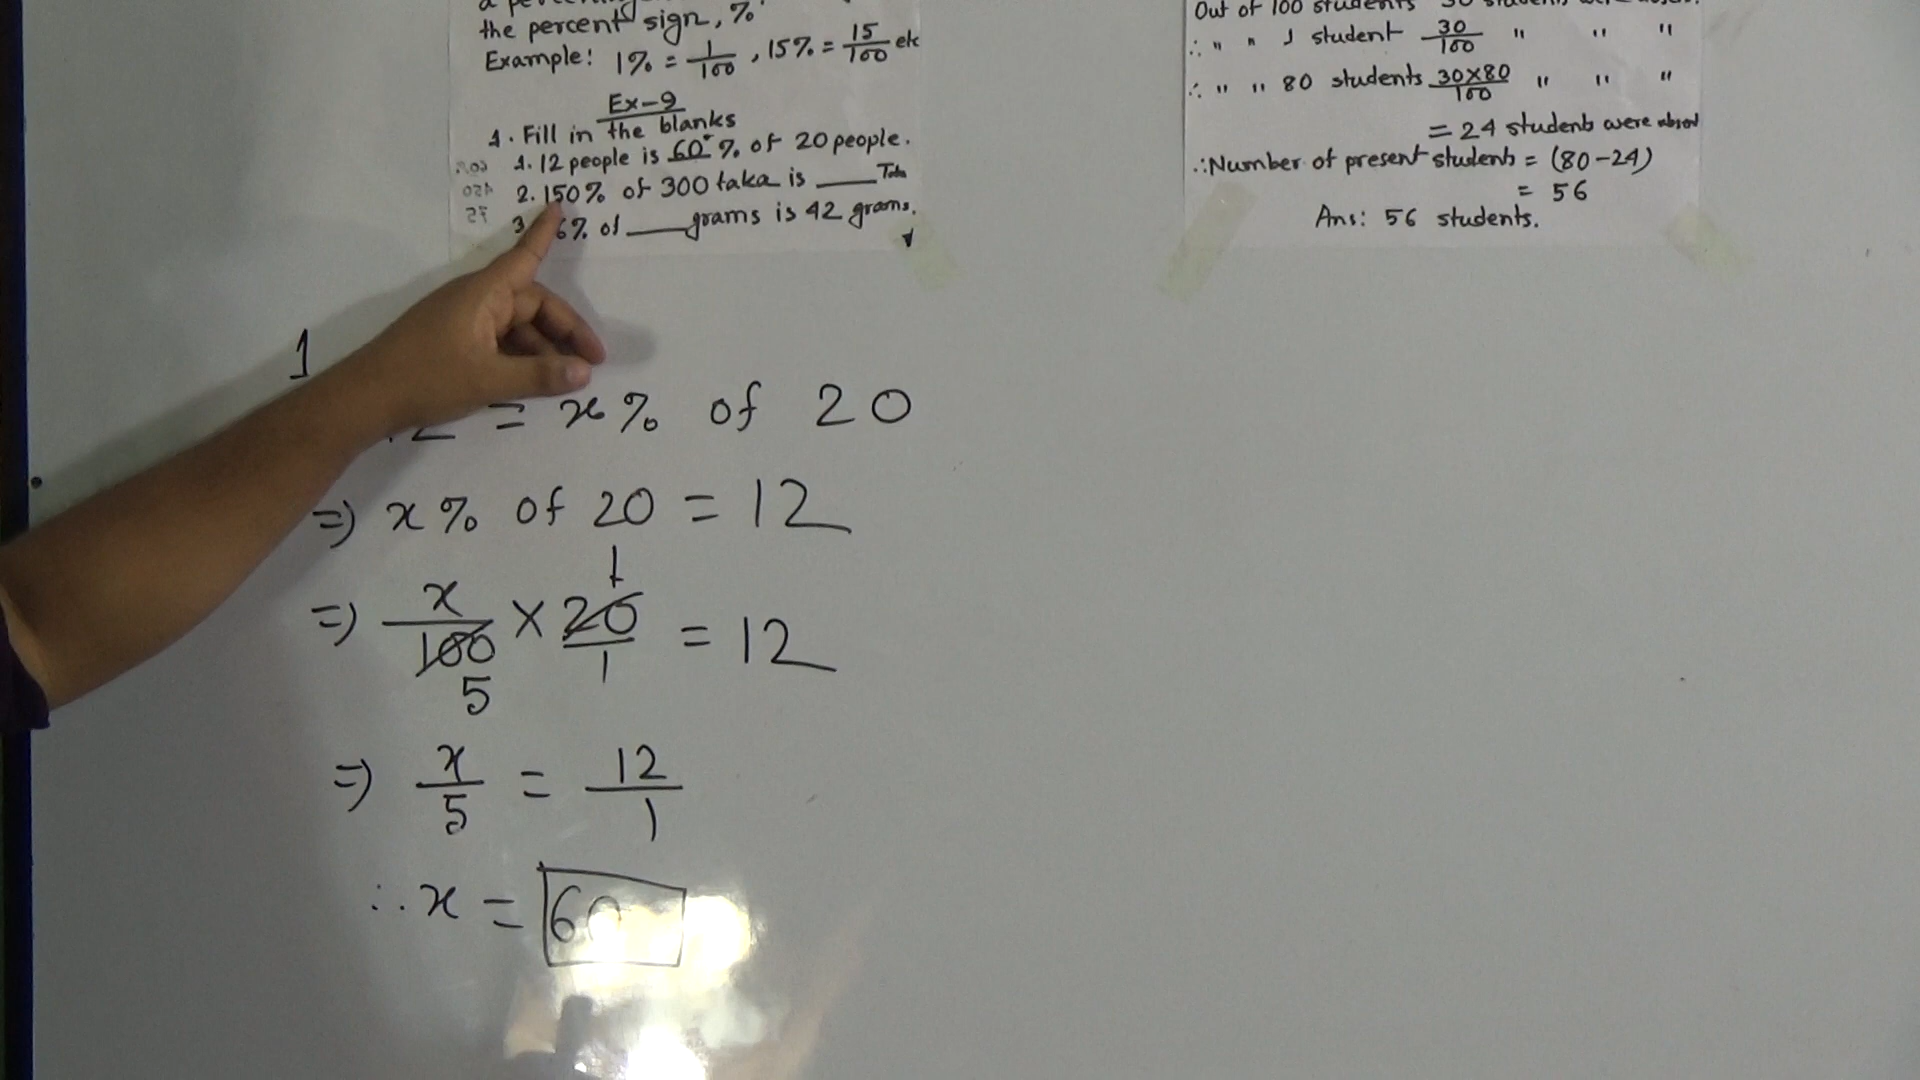 the percent sign, %
Example: 1% = 1/100, 15% = 15/100 etc
Ex-9
1. Fill in the blanks
1. 12 people is 60% of 20 people.
2. 150% of 300 taka is ____ Taka
3. 6% of ____ grams is 42 grams.
Out of 100 students
∴ " " 1 student 30/100 " " "
∴ " " 80 students 30×80/100 " " "
= 24 students were absent
∴ Number of present students = (80-24)
= 56
Ans: 56 students.
1
12 = x% of 20
=> x% of 20 = 12
=> x/100 × 20/1 = 12
1
5
=> x/5 = 12/1
∴ x = 60